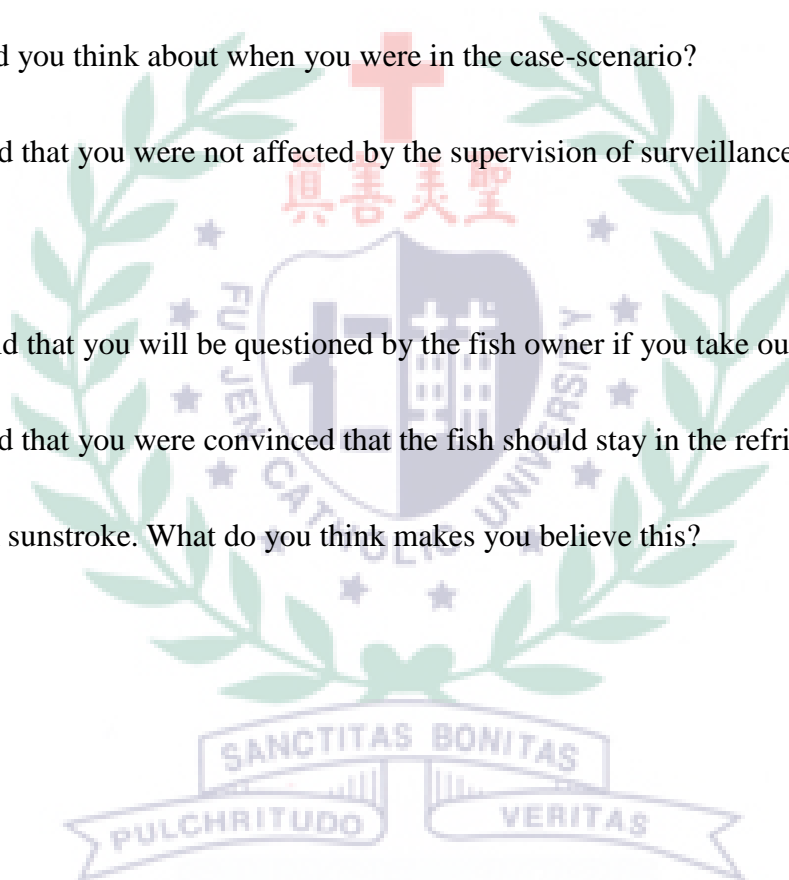 d you think about when you were in the case-scenario?
d that you were not affected by the supervision of surveillance
真善美聖
FU JEN CATHOLIC UNIVERSITY
id that you will be questioned by the fish owner if you take ou
d that you were convinced that the fish should stay in the refri
sunstroke. What do you think makes you believe this?
SANCTITAS BONITAS
PULCHRITUDO VERITAS